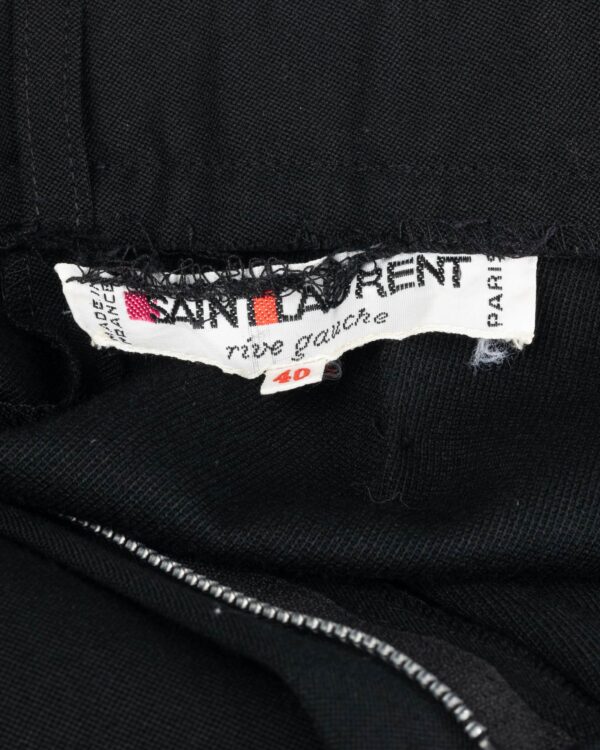 MADE IN
FRANCE
SAINT LAURENT
rive gauche
PARIS
40